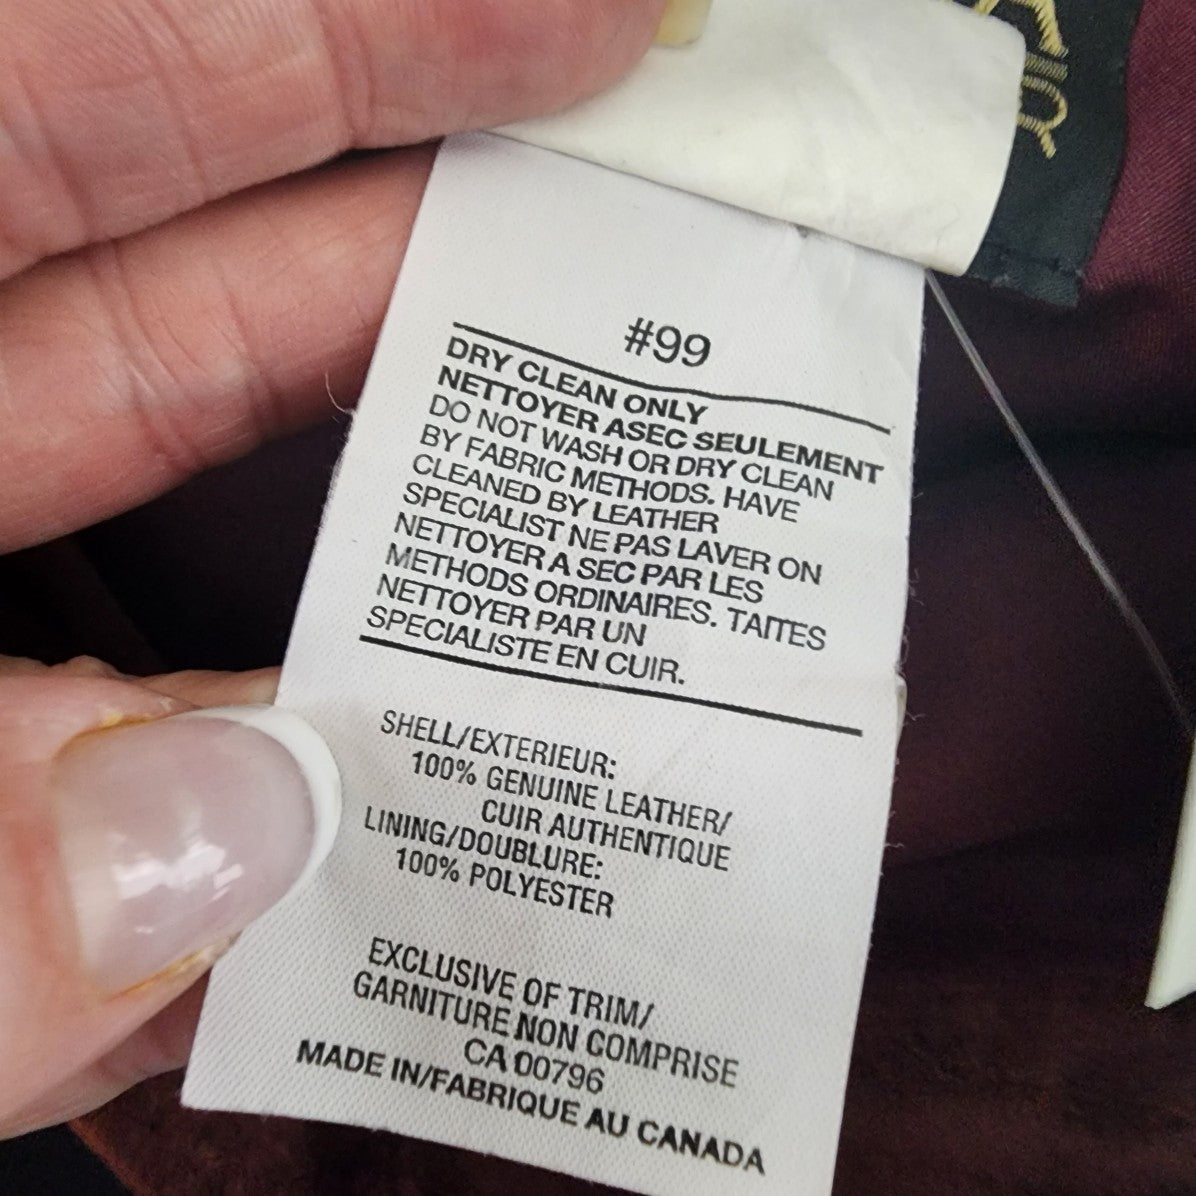 #99
DRY CLEAN ONLY
NETTOYER ASEC SEULEMENT
DO NOT WASH OR DRY CLEAN
BY FABRIC METHODS. HAVE
CLEANED BY LEATHER
SPECIALIST NE PAS LAVER ON
NETTOYER A SEC PAR LES
METHODS ORDINAIRES. TAITES
NETTOYER PAR UN
SPECIALISTE EN CUIR.
SHELL/EXTERIEUR:
100% GENUINE LEATHER/
CUIR AUTHENTIQUE
LINING/DOUBLURE:
100% POLYESTER
EXCLUSIVE OF TRIM/
GARNITURE NON COMPRISE
CA 00796
MADE IN/FABRIQUE AU CANADA